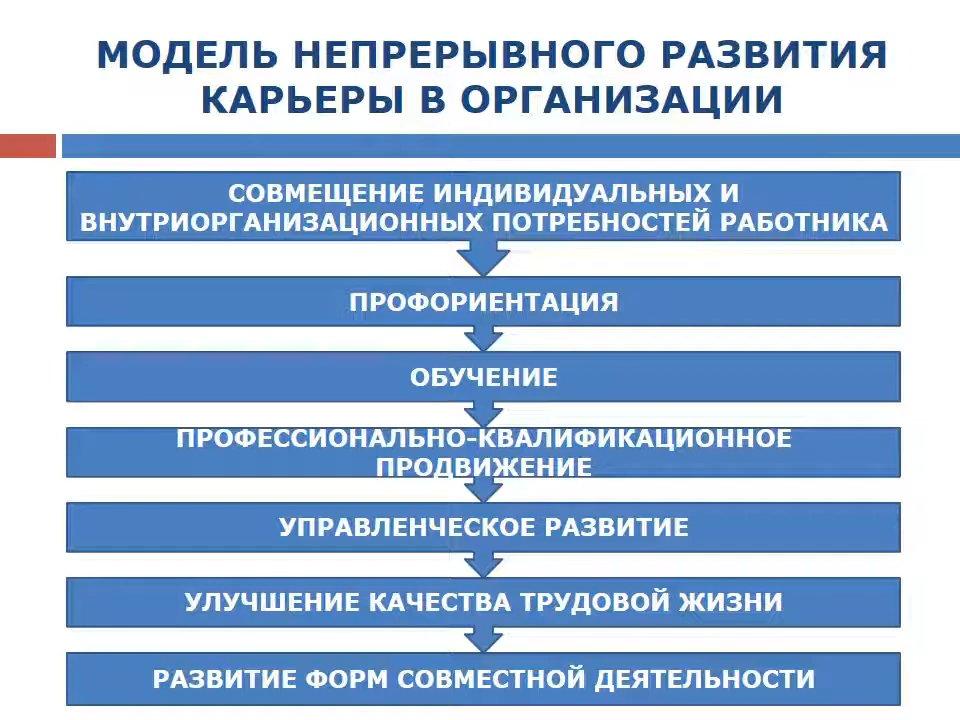 МОДЕЛЬ НЕПРЕРЫВНОГО РАЗВИТИЯ
КАРЬЕРЫ В ОРГАНИЗАЦИИ
СОВМЕЩЕНИЕ ИНДИВИДУАЛЬНЫХ И
ВНУТРИОРГАНИЗАЦИОННЫХ ПОТРЕБНОСТЕЙ РАБОТНИКА
ПРОФОРИЕНТАЦИЯ
ОБУЧЕНИЕ
ПРОФЕССИОНАЛЬНО-КВАЛИФИКАЦИОННОЕ
ПРОДВИЖЕНИЕ
УПРАВЛЕНЧЕСКОЕ РАЗВИТИЕ
УЛУЧШЕНИЕ КАЧЕСТВА ТРУДОВОЙ ЖИЗНИ
РАЗВИТИЕ ФОРМ СОВМЕСТНОЙ ДЕЯТЕЛЬНОСТИ